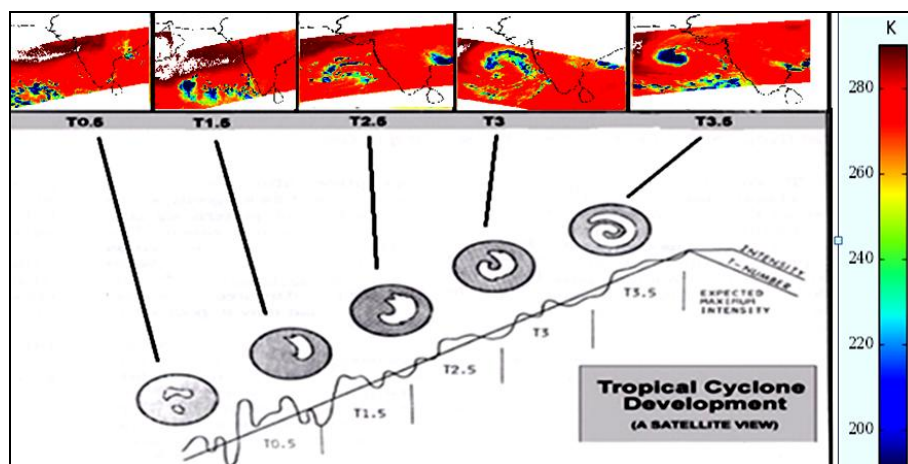 K
280
260
240
220
200
T0.5 T1.5 T2.5 T3 T3.5
INTENSITY
T-NUMBER
EXPECTED
MAXIMUM
INTENSITY
T3.5
T3
T2.5
T1.5
T0.5
Tropical Cyclone
Development
(A SATELLITE VIEW)